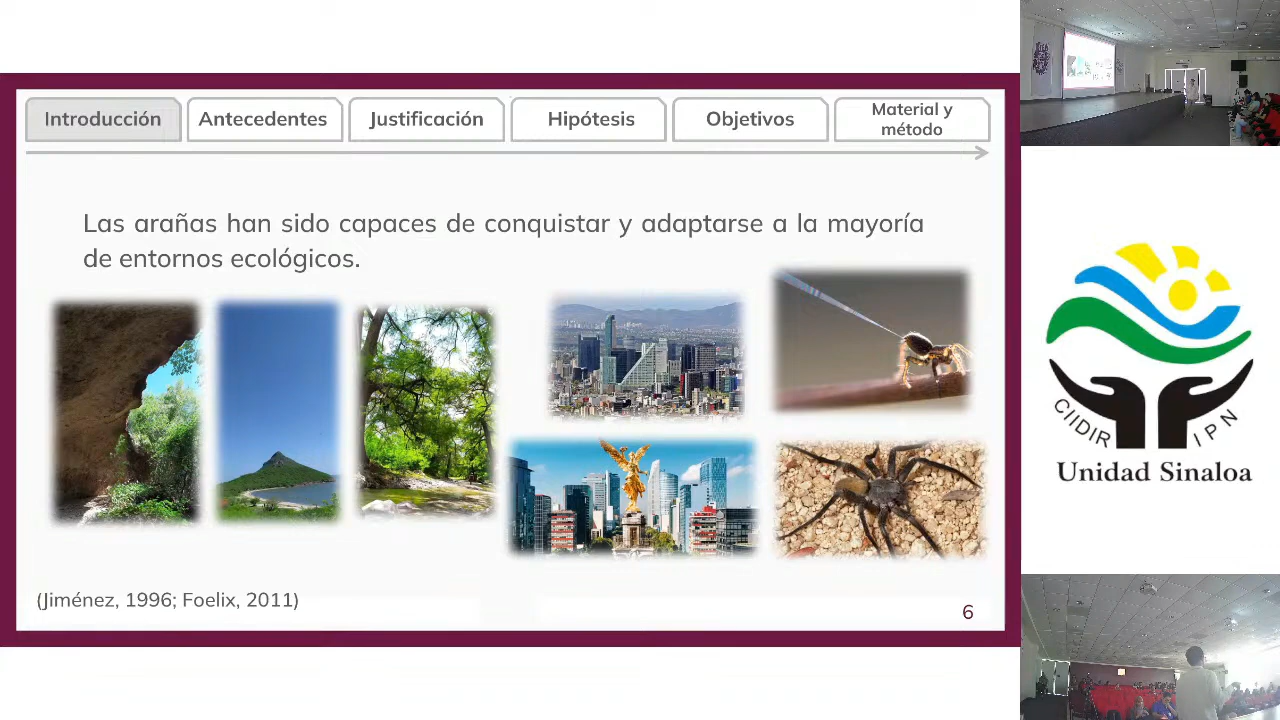 Introducción
Antecedentes
Justificación
Hipótesis
Objetivos
Material y
método
Las arañas han sido capaces de conquistar y adaptarse a la mayoría
de entornos ecológicos.
(Jiménez, 1996; Foelix, 2011)
6
CIIDIR IPN
Unidad Sinaloa